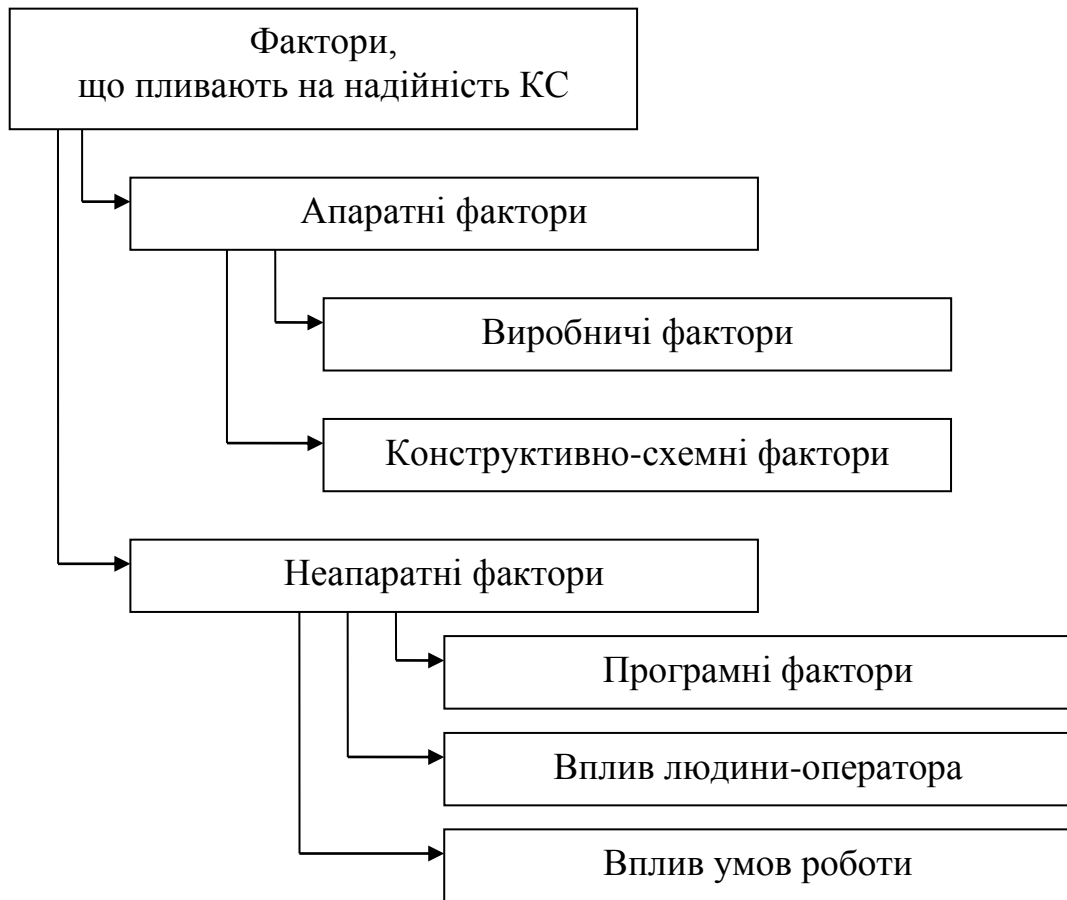 Фактори,
що пливають на надійність КС
Апаратні фактори
Виробничі фактори
Конструктивно-схемні фактори
Неапаратні фактори
Програмні фактори
Вплив людини-оператора
Вплив умов роботи